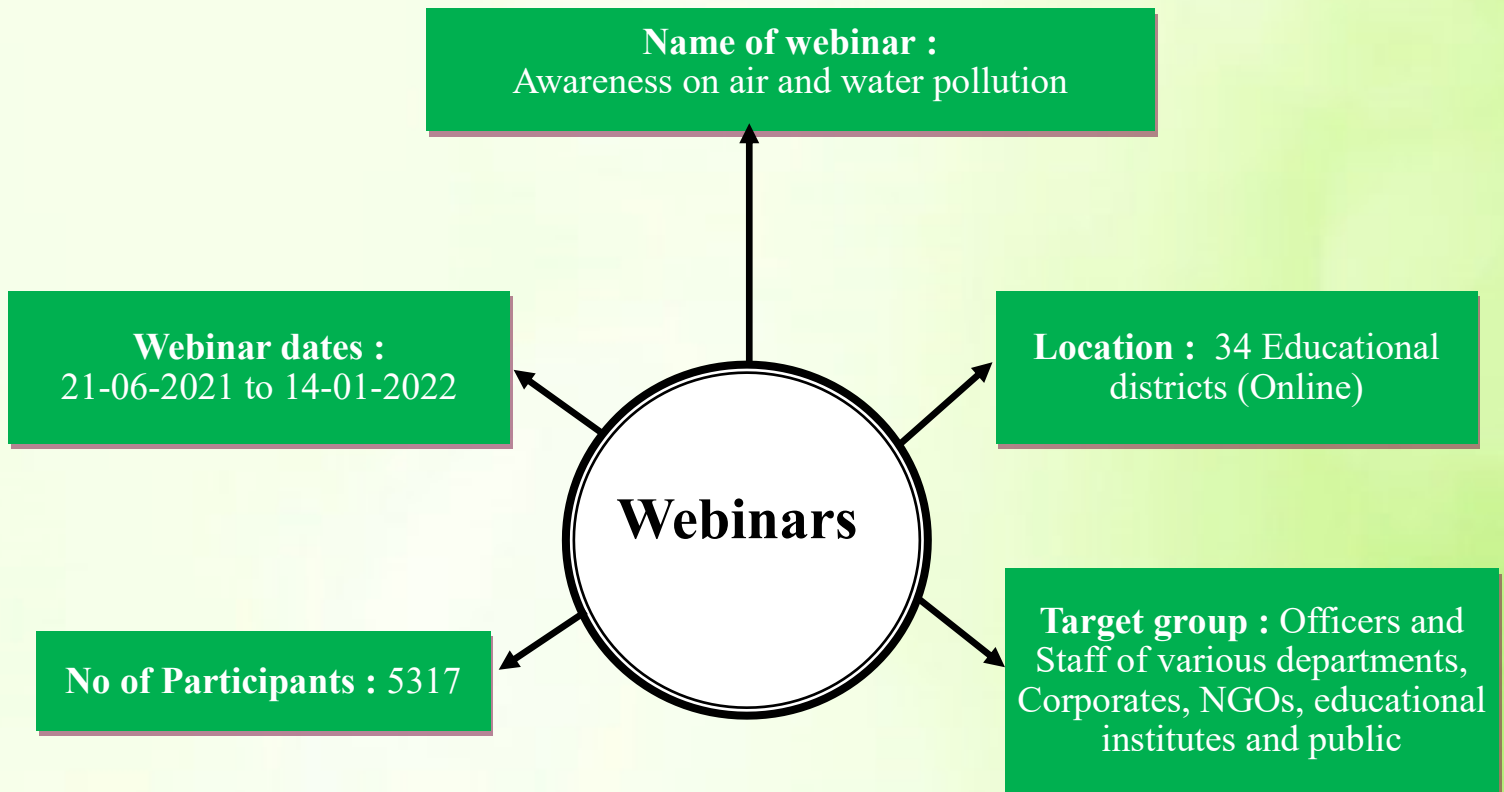 Name of webinar :
Awareness on air and water pollution
Webinar dates :
21-06-2021 to 14-01-2022
Location : 34 Educational
districts (Online)
Webinars
No of Participants : 5317
Target group : Officers and
Staff of various departments,
Corporates, NGOs, educational
institutes and public